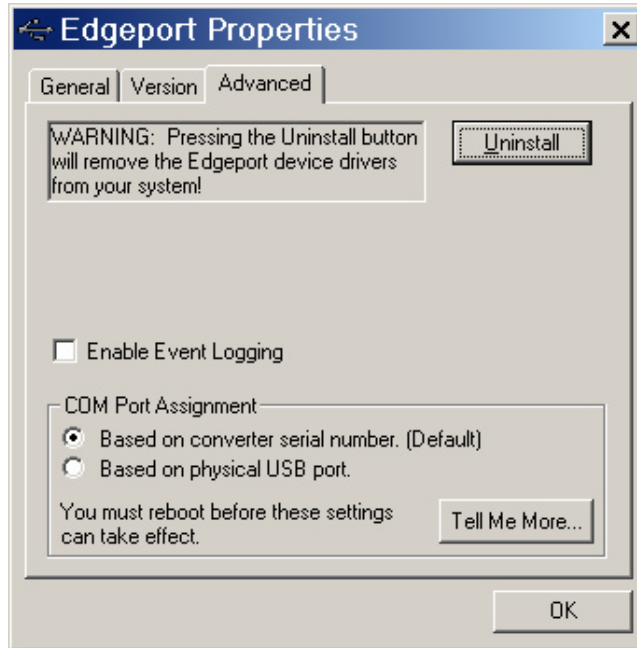 Edgeport Properties
General
Version
Advanced
WARNING:  Pressing the Uninstall button
will remove the Edgeport device drivers
from your system!
Uninstall
Enable Event Logging
COM Port Assignment
Based on converter serial number. (Default)
Based on physical USB port.
You must reboot before these settings
can take effect.
Tell Me More...
OK